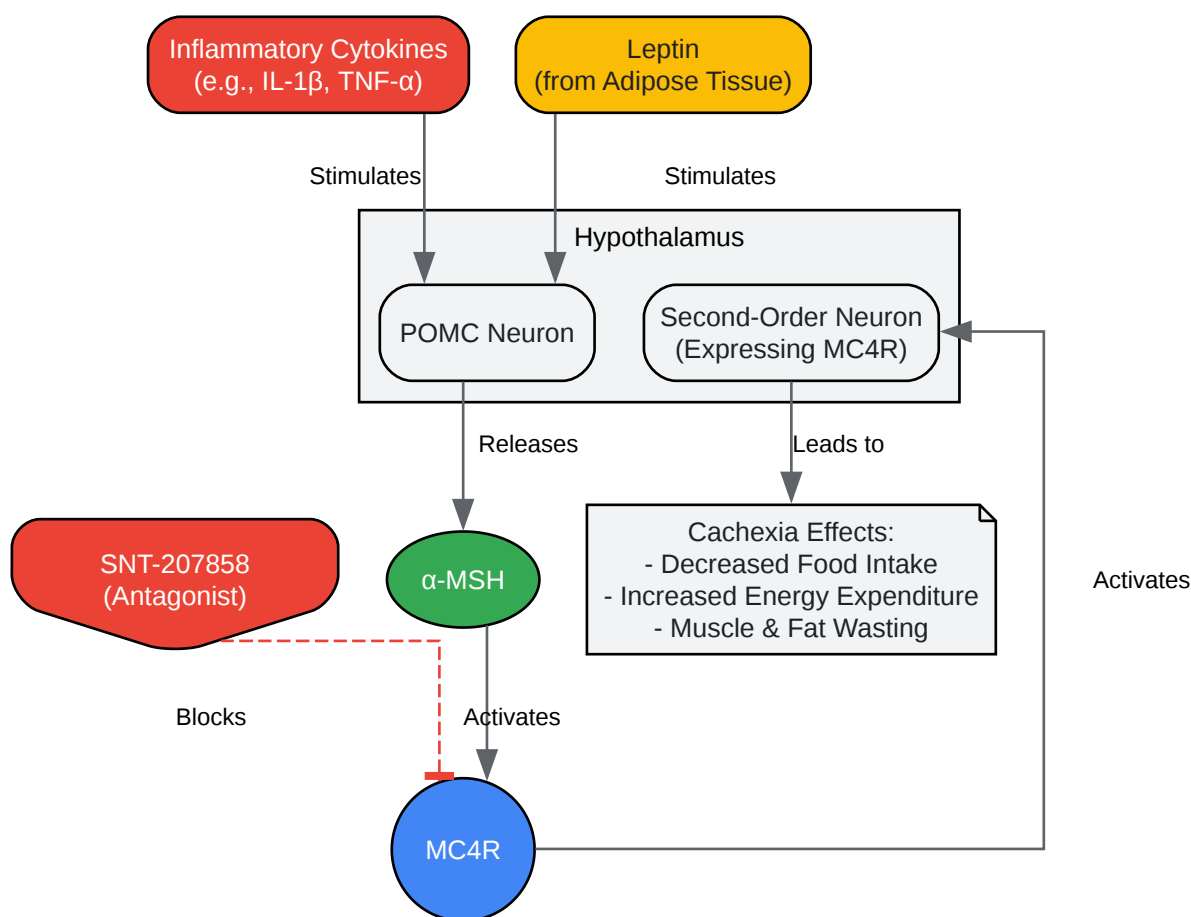 Inflammatory Cytokines
(e.g., IL-1β, TNF-α)
Leptin
(from Adipose Tissue)
Stimulates
Stimulates
Hypothalamus
POMC Neuron
Second-Order Neuron
(Expressing MC4R)
Releases
Leads to
SNT-207858
(Antagonist)
α-MSH
Cachexia Effects:
- Decreased Food Intake
- Increased Energy Expenditure
- Muscle & Fat Wasting
Activates
Blocks
Activates
MC4R